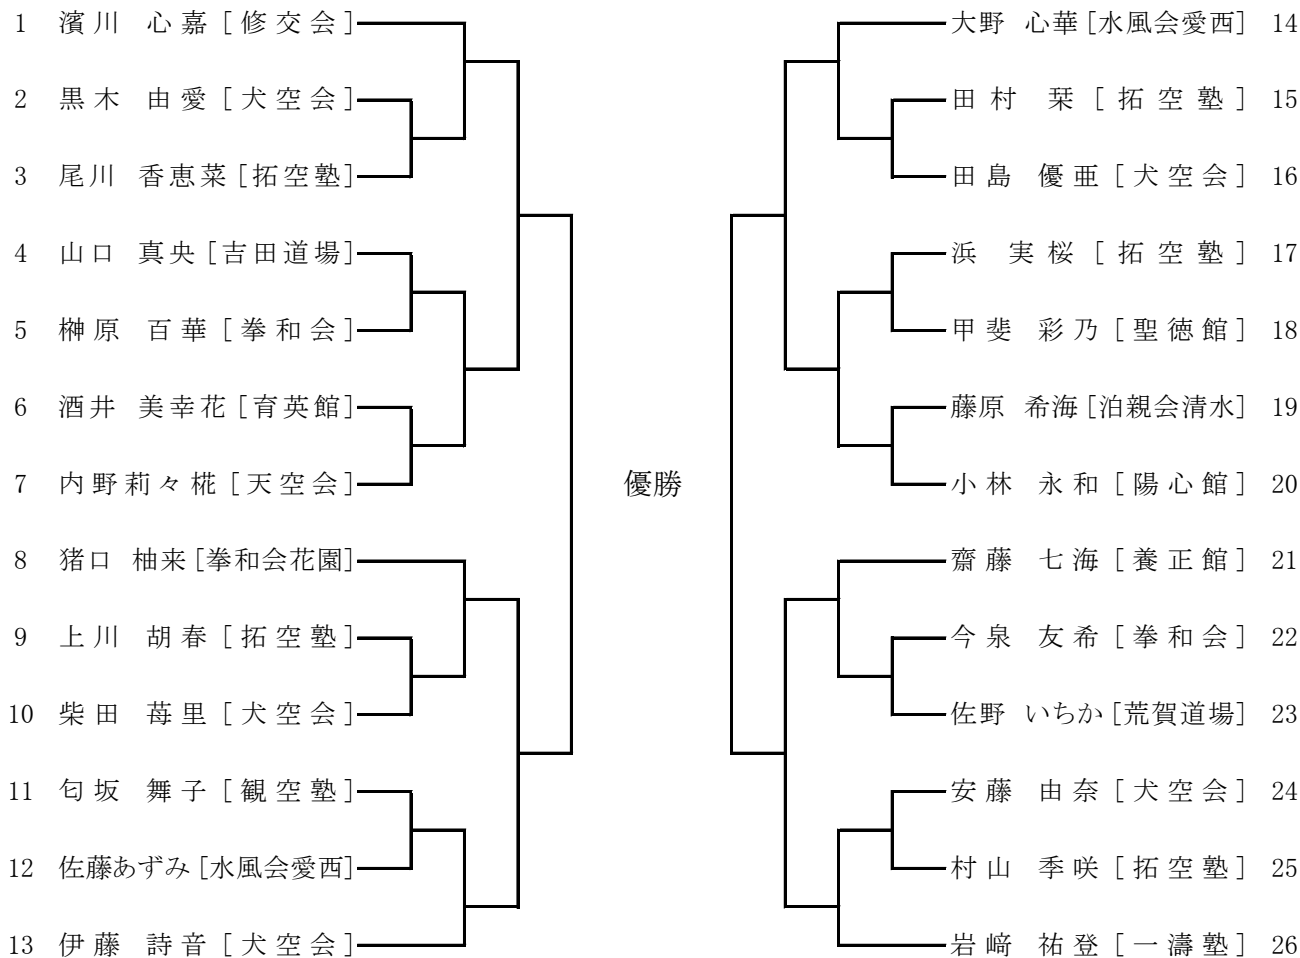 1 濱川 心嘉 [修交会]
2 黒木 由愛 [犬空会]
3 尾川 香恵菜 [拓空塾]
4 山口 真央 [吉田道場]
5 榊原 百華 [拳和会]
6 酒井 美幸花 [育英館]
7 内野莉々椛 [天空会]
8 猪口 柚来 [拳和会花園]
9 上川 胡春 [拓空塾]
10 柴田 苺里 [犬空会]
11 匂坂 舞子 [観空塾]
12 佐藤あずみ [水風会愛西]
13 伊藤 詩音 [犬空会]
優勝
大野 心華 [水風会愛西] 14
田村 栞 [拓空塾] 15
田島 優亜 [犬空会] 16
浜 実桜 [拓空塾] 17
甲斐 彩乃 [聖徳館] 18
藤原 希海 [泊親会清水] 19
小林 永和 [陽心館] 20
齋藤 七海 [養正館] 21
今泉 友希 [拳和会] 22
佐野 いちか [荒賀道場] 23
安藤 由奈 [犬空会] 24
村山 季咲 [拓空塾] 25
岩﨑 祐登 [一濤塾] 26